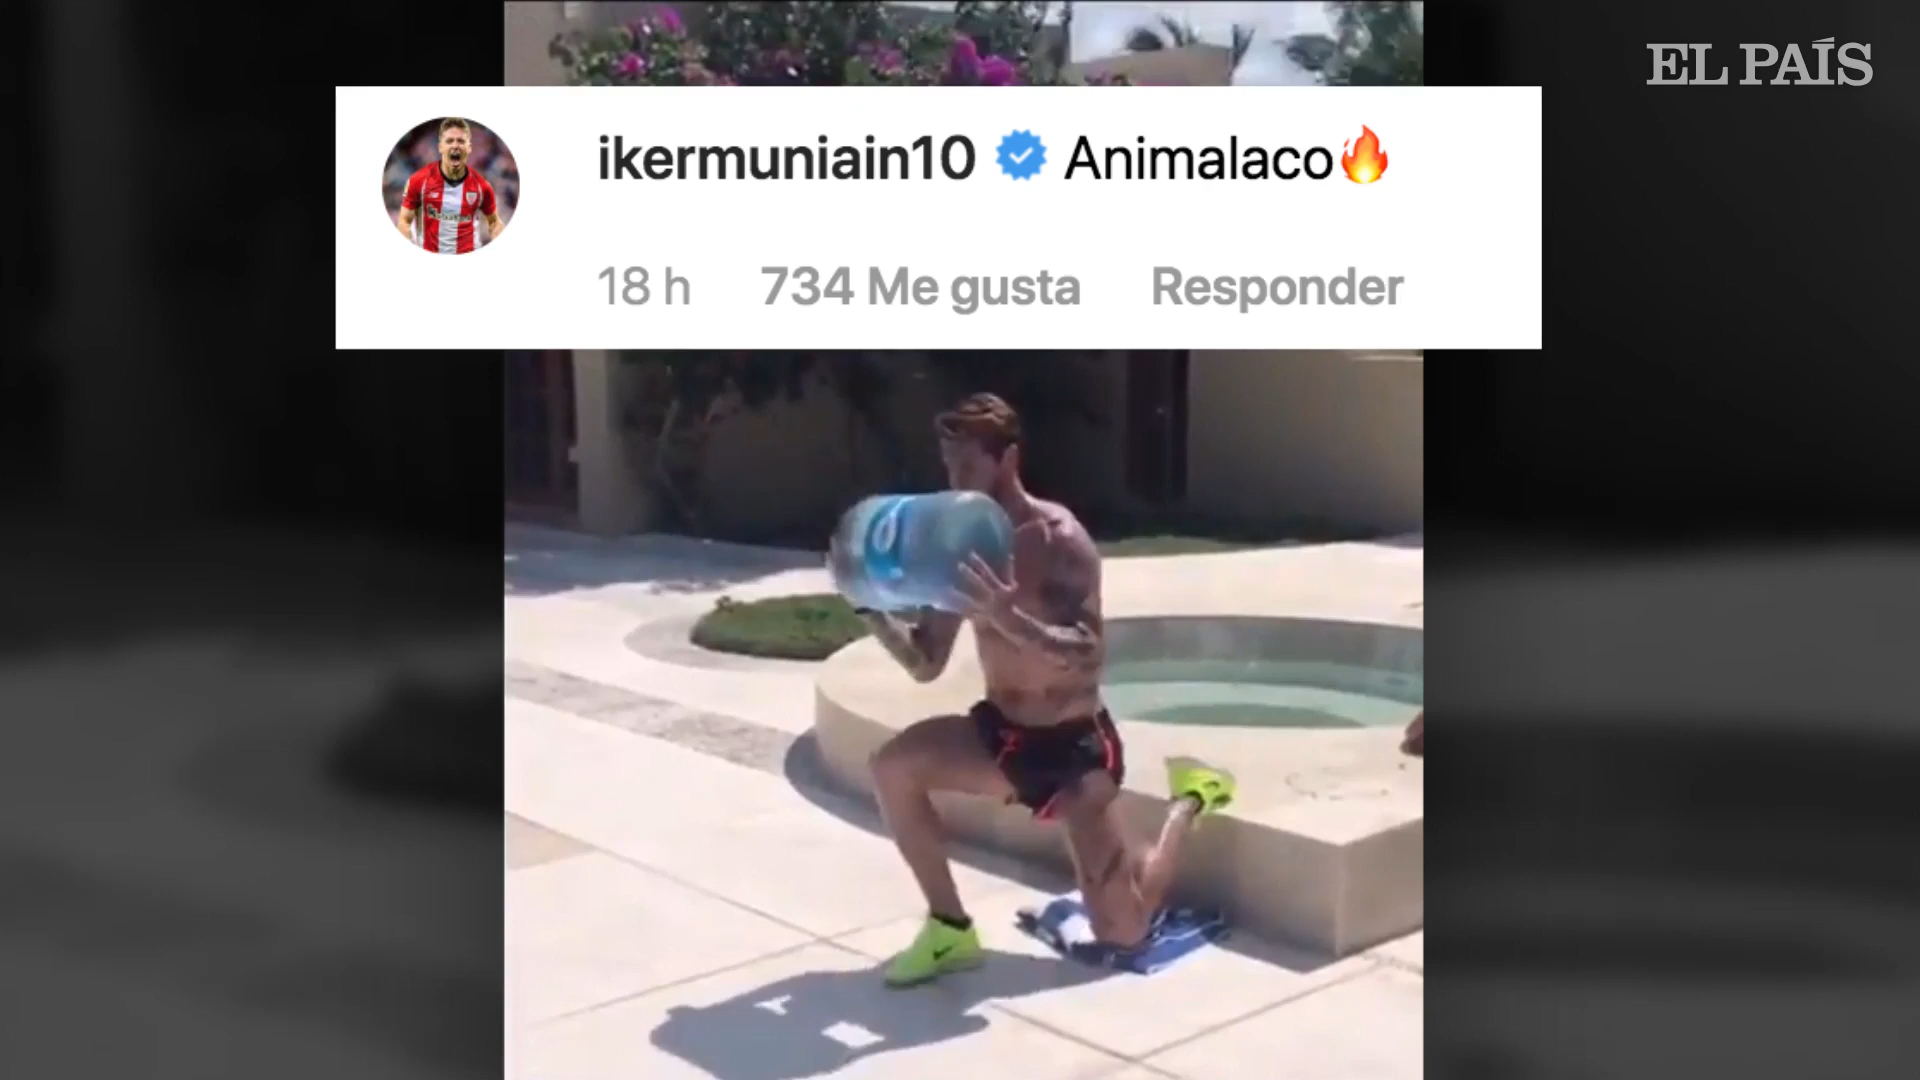 EL PAÍS
ikermuniain10 Animalaco🔥
18 h 734 Me gusta Responder